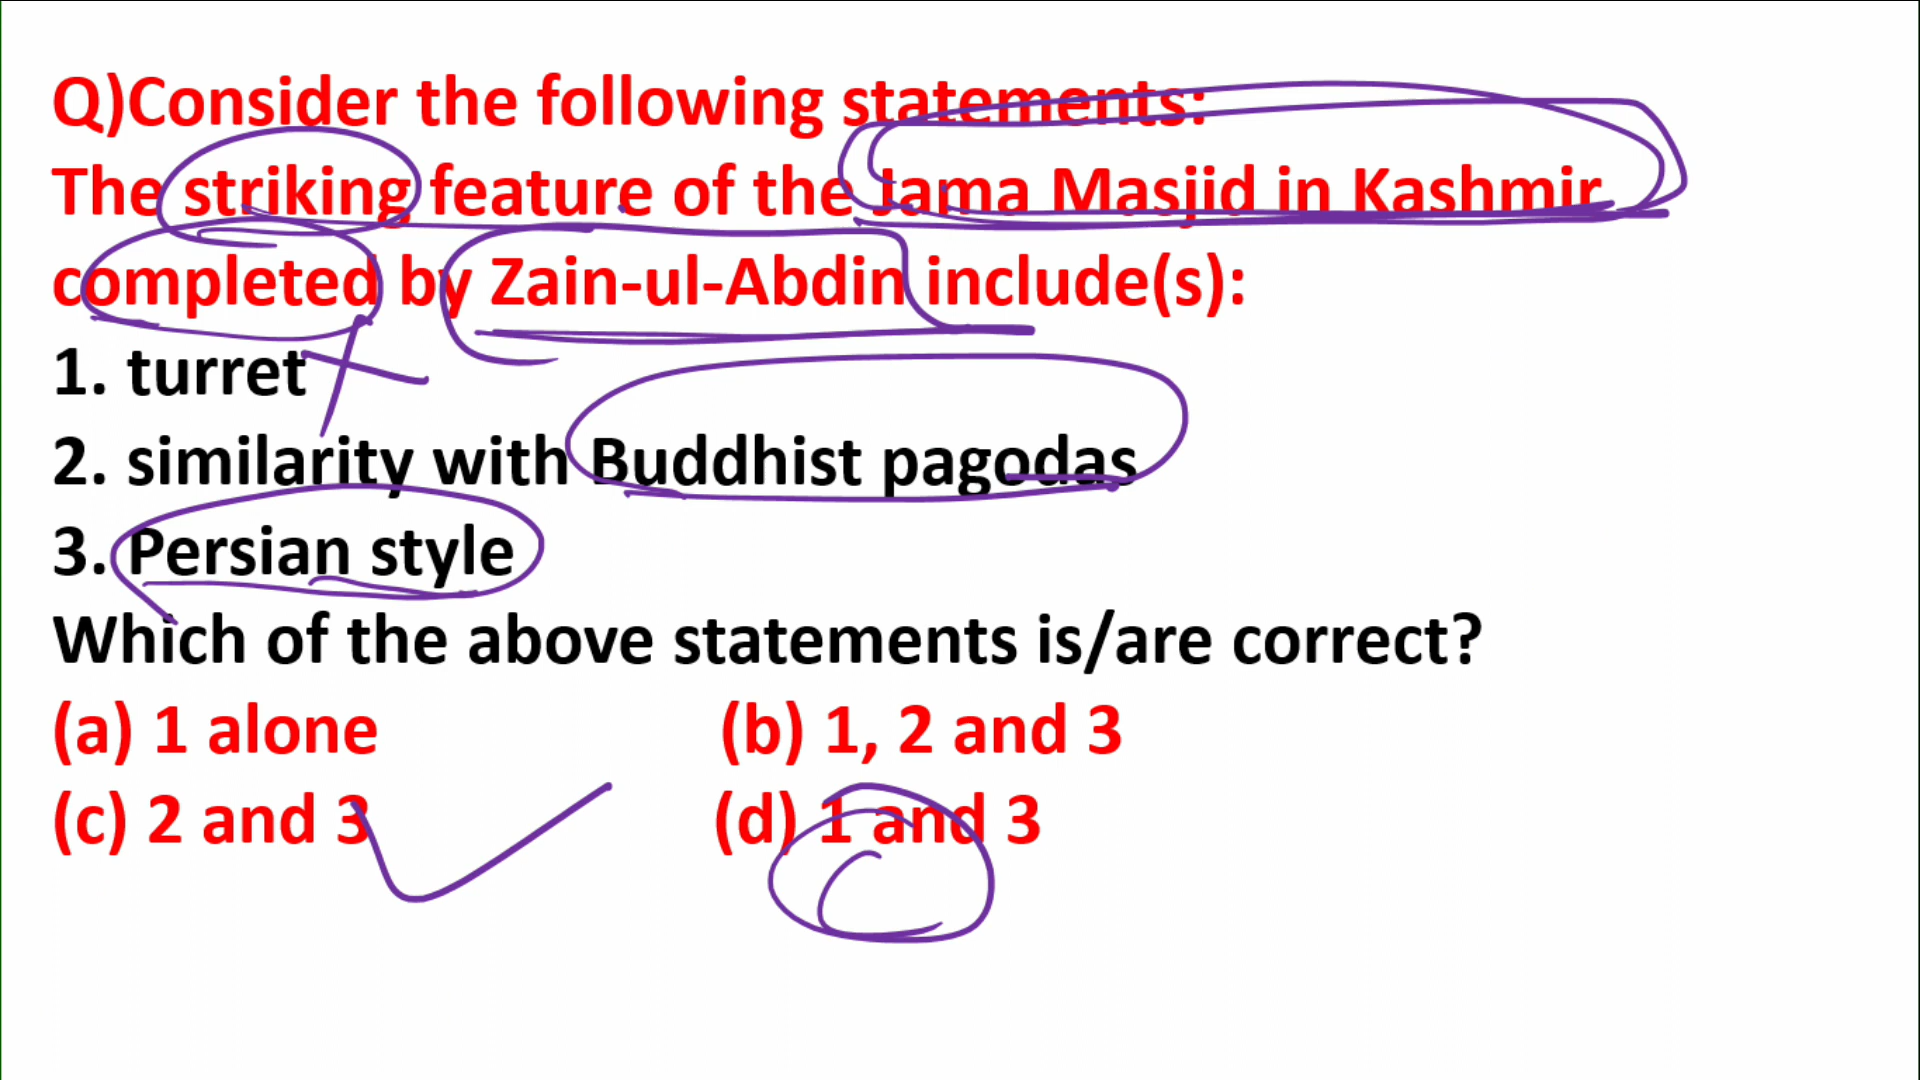 Q)Consider the following statements:
The striking feature of the Jama Masjid in Kashmir
completed by Zain-ul-Abdin include(s):
1. turret
2. similarity with Buddhist pagodas
3. Persian style
Which of the above statements is/are correct?
(a) 1 alone (b) 1, 2 and 3
(c) 2 and 3 (d) 1 and 3